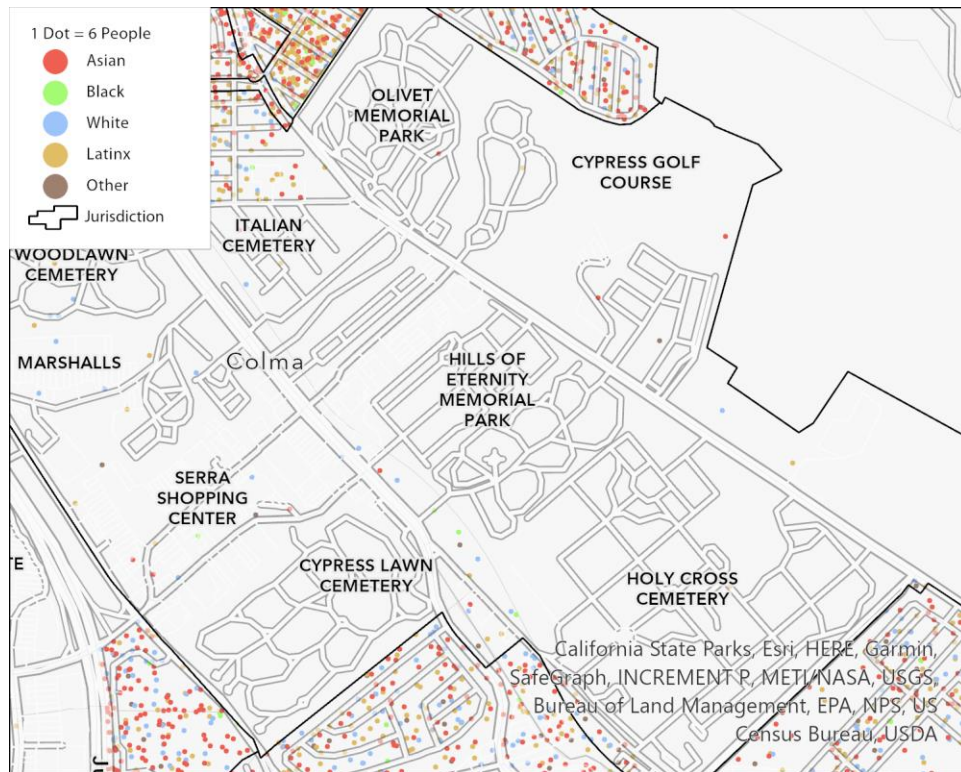 1 Dot = 6 People
Asian
Black
White
Latinx
Other
Jurisdiction
OLIVET
MEMORIAL
PARK
CYPRESS GOLF
COURSE
ITALIAN
CEMETERY
WOODLAWN
CEMETERY
MARSHALLS
Colma
HILLS OF
ETERNITY
MEMORIAL
PARK
SERRA
SHOPPING
CENTER
CYPRESS LAWN
CEMETERY
HOLY CROSS
CEMETERY
TE
Ju
California State Parks, Esri, HERE, Garmin,
SafeGraph, INCREMENT P, METI/NASA, USGS,
Bureau of Land Management, EPA, NPS, US
Census Bureau, USDA